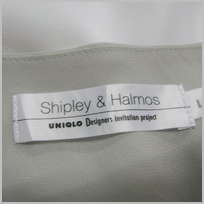 Shipley & Halmos
UNIQLO Designers invitation project
L